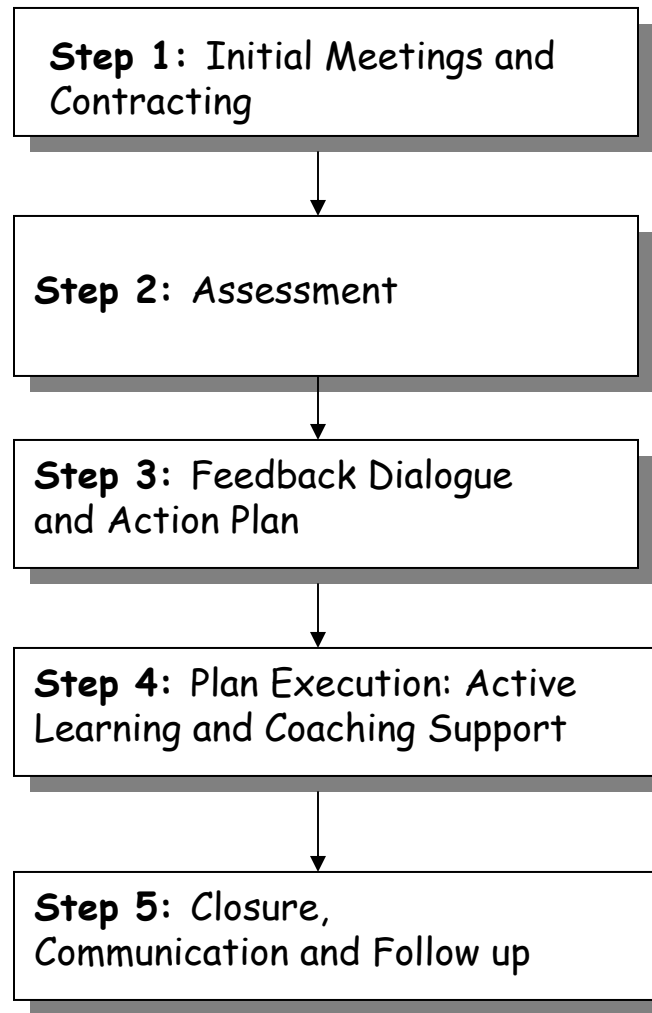 Step 1: Initial Meetings and
Contracting
Step 2: Assessment
Step 3: Feedback Dialogue
and Action Plan
Step 4: Plan Execution: Active
Learning and Coaching Support
Step 5: Closure,
Communication and Follow up